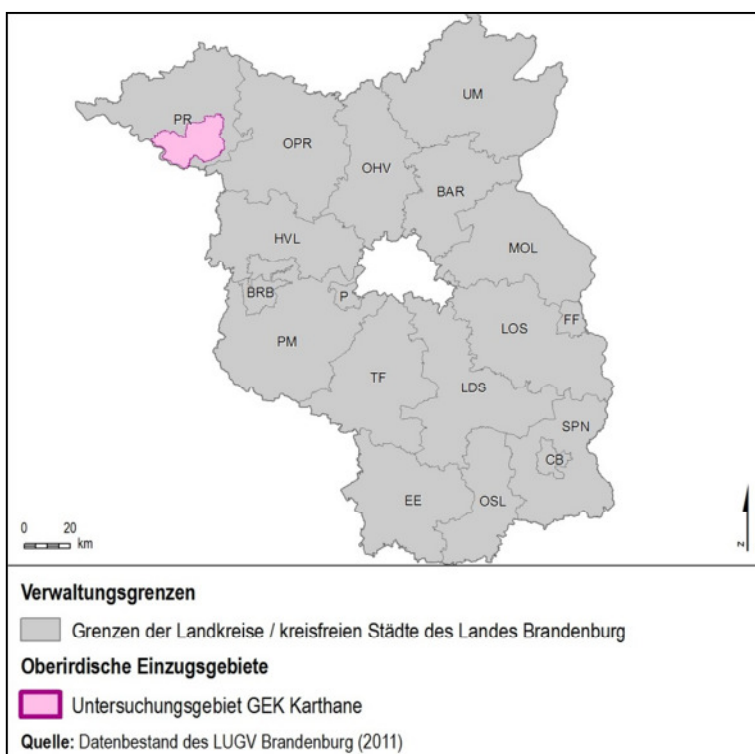 UM
PR
OPR
OHV
BAR
HVL
MOL
BRB
P
FF
LOS
PM
TF
LDS
SPN
CB
EE
OSL
0 20
km
N
Verwaltungsgrenzen
Grenzen der Landkreise / kreisfreien Städte des Landes Brandenburg
Oberirdische Einzugsgebiete
Untersuchungsgebiet GEK Karthane
Quelle: Datenbestand des LUGV Brandenburg (2011)